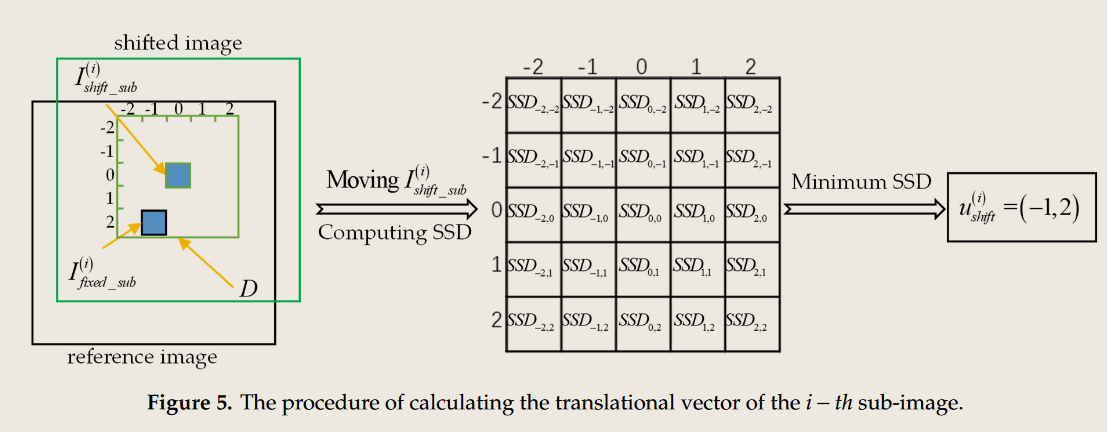 shifted image
I^{(i)}_{shift_sub}
-2 -1 0 1 2
-2
-1
0
1
2
I^{(i)}_{fixed_sub}
D
reference image
Moving I^{(i)}_{shift_sub}
Computing SSD
-2 -1 0 1 2
-2 SSD_{-2,-2} SSD_{-1,-2} SSD_{0,-2} SSD_{1,-2} SSD_{2,-2}
-1 SSD_{-2,-1} SSD_{-1,-1} SSD_{0,-1} SSD_{1,-1} SSD_{2,-1}
0 SSD_{-2,0} SSD_{-1,0} SSD_{0,0} SSD_{1,0} SSD_{2,0}
1 SSD_{-2,1} SSD_{-1,1} SSD_{0,1} SSD_{1,1} SSD_{2,1}
2 SSD_{-2,2} SSD_{-1,2} SSD_{0,2} SSD_{1,2} SSD_{2,2}
Minimum SSD
u^{(i)}_{shift} =(−1,2)
Figure 5. The procedure of calculating the translational vector of the i − th sub-image.